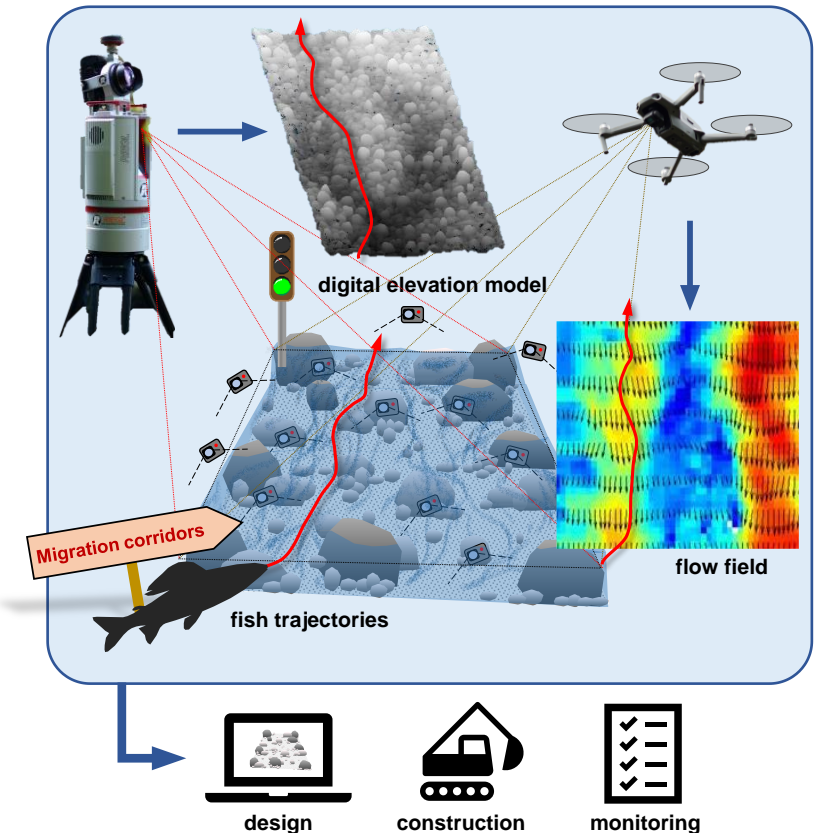 digital elevation model
Migration corridors
flow field
fish trajectories
design
construction
monitoring